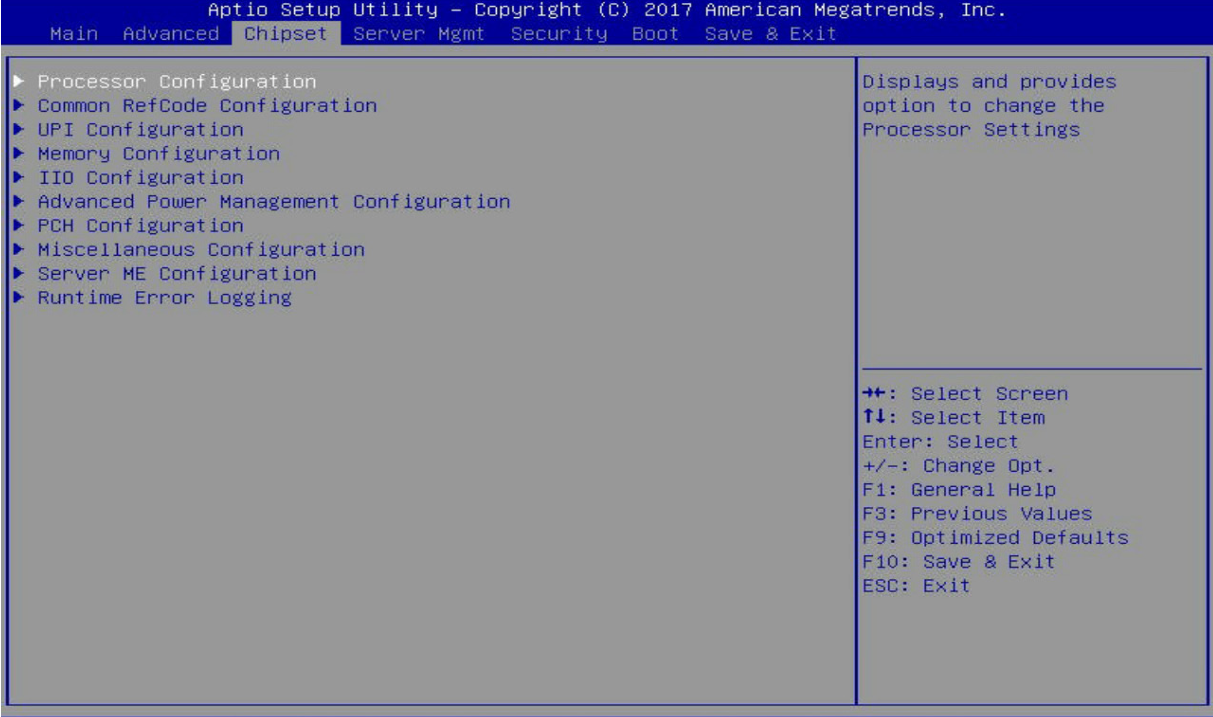 Aptio Setup Utility – Copyright (C) 2017 American Megatrends, Inc.
Main Advanced Chipset Server Mgmt Security Boot Save & Exit
Processor Configuration
Common RefCode Configuration
UPI Configuration
Memory Configuration
IIO Configuration
Advanced Power Management Configuration
PCH Configuration
Miscellaneous Configuration
Server ME Configuration
Runtime Error Logging
Displays and provides
option to change the
Processor Settings
→←: Select Screen
↑↓: Select Item
Enter: Select
+/-: Change Opt.
F1: General Help
F3: Previous Values
F9: Optimized Defaults
F10: Save & Exit
ESC: Exit